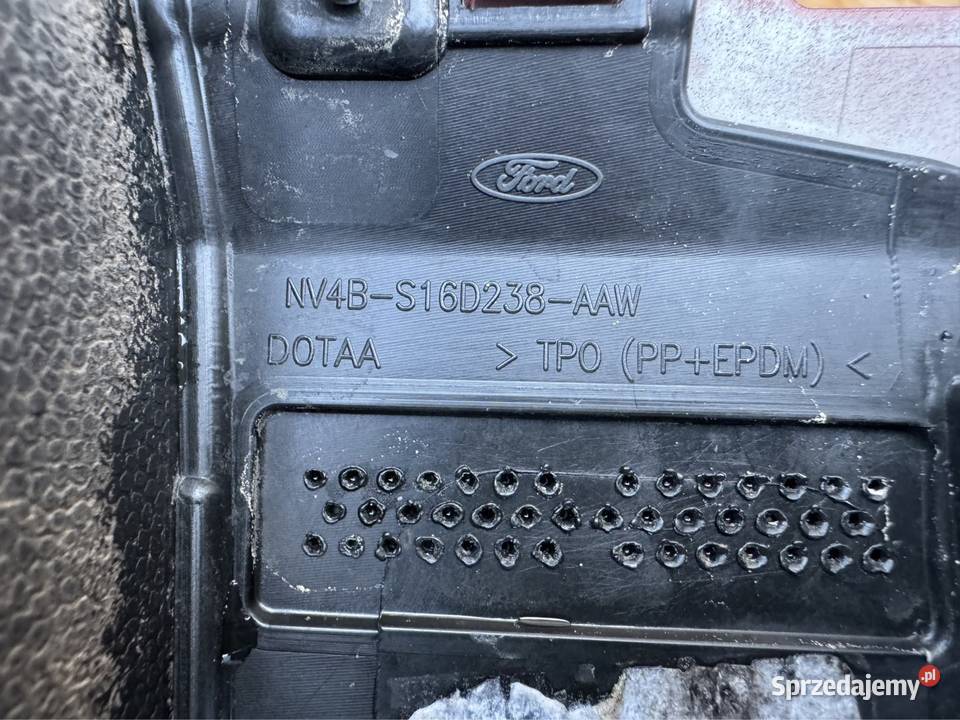 Ford
NV4B-S16D238-AAW
DOTAA > TPO (PP+EPDM) <
Sprzedajemy.pl